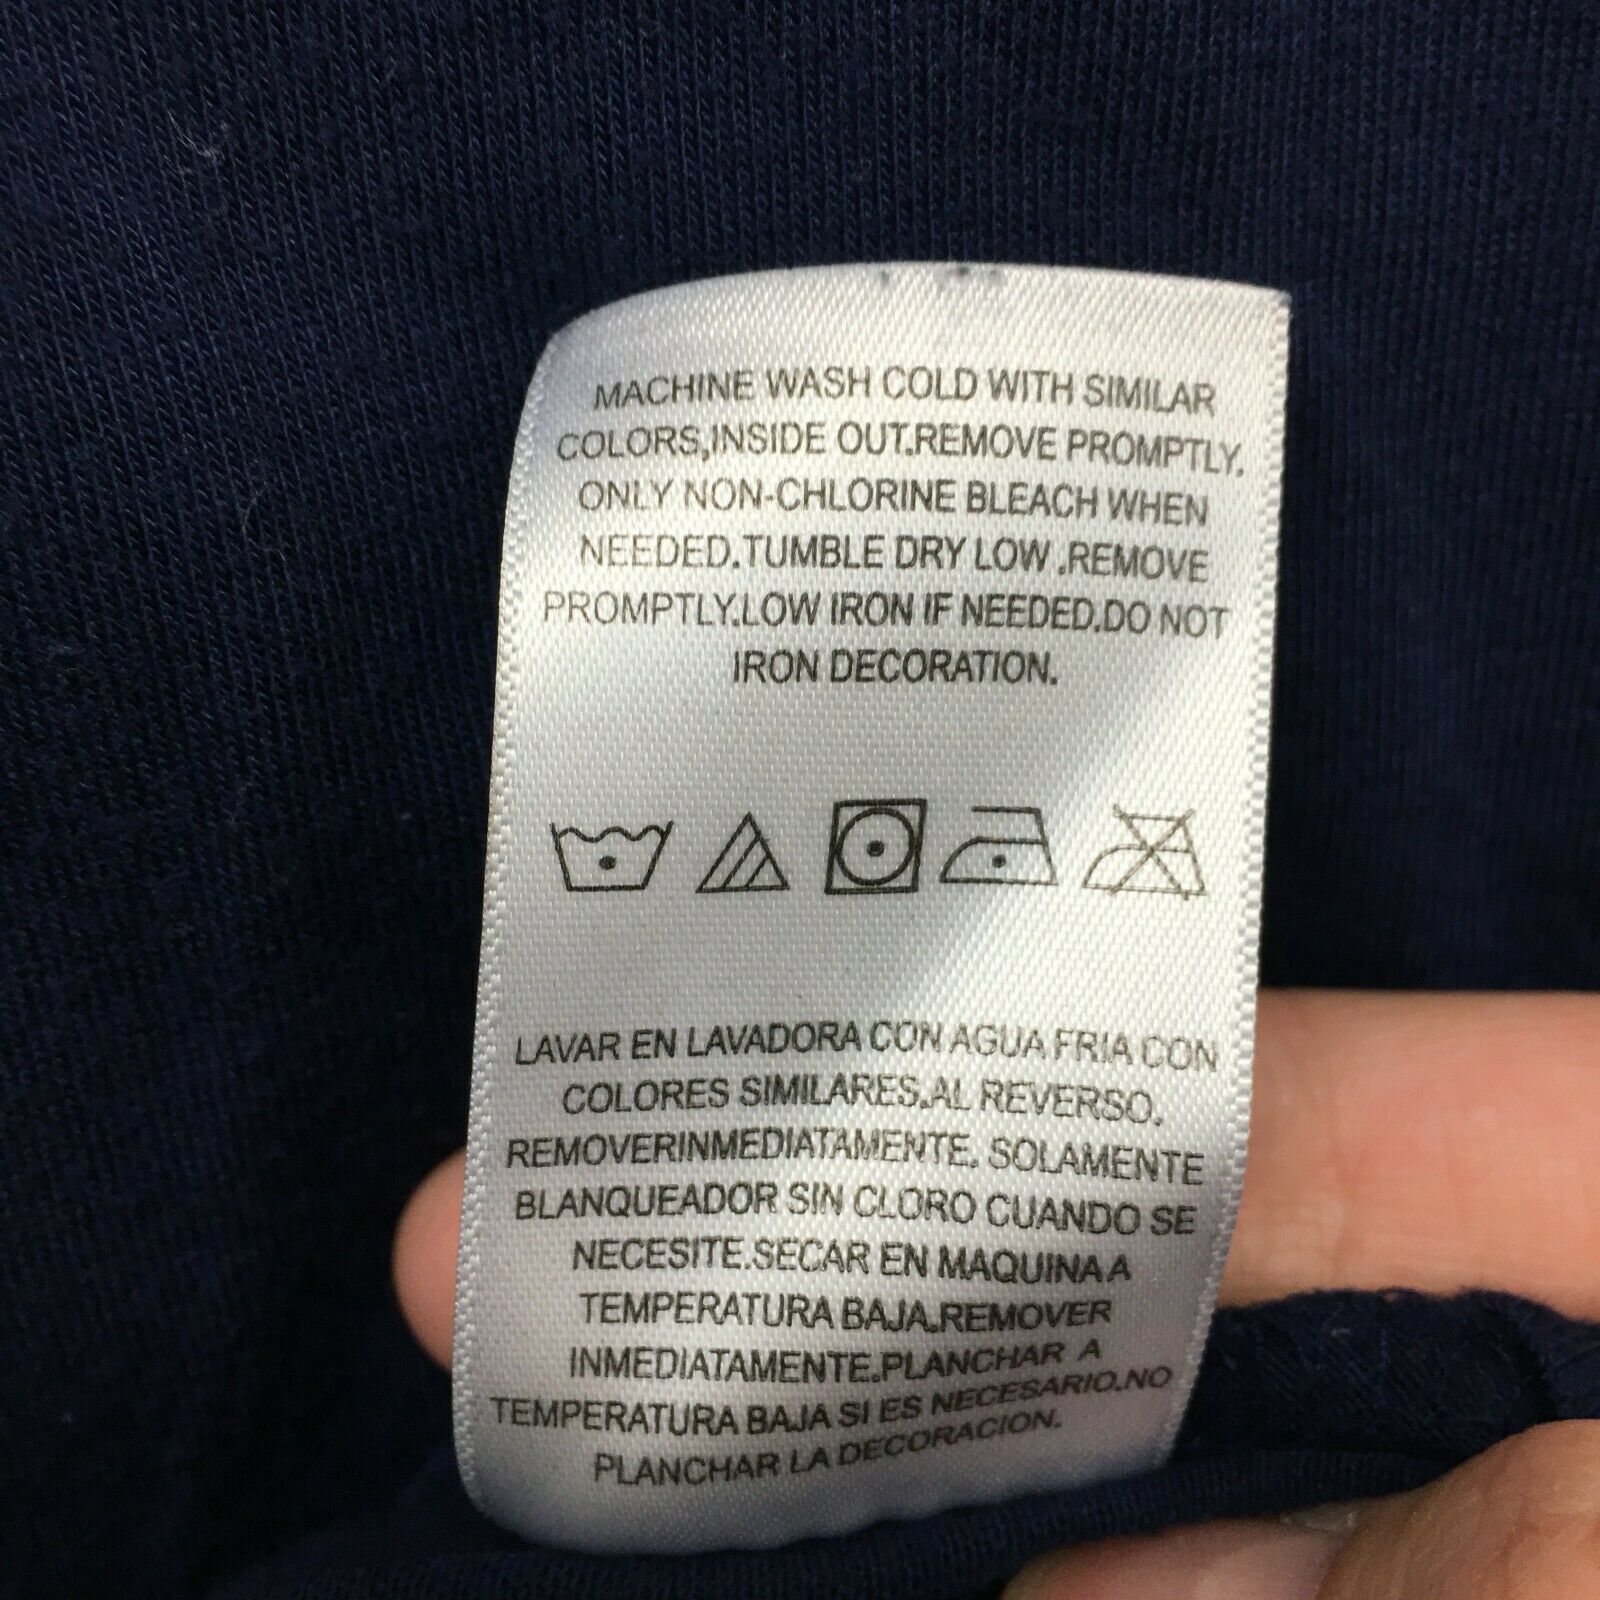 MACHINE WASH COLD WITH SIMILAR
COLORS,INSIDE OUT.REMOVE PROMPTLY.
ONLY NON-CHLORINE BLEACH WHEN
NEEDED.TUMBLE DRY LOW .REMOVE
PROMPTLY.LOW IRON IF NEEDED.DO NOT
IRON DECORATION.
LAVAR EN LAVADORA CON AGUA FRIA CON
COLORES SIMILARES.AL REVERSO.
REMOVERINMEDIATAMENTE. SOLAMENTE
BLANQUEADOR SIN CLORO CUANDO SE
NECESITE.SECAR EN MAQUINA A
TEMPERATURA BAJA.REMOVER
INMEDIATAMENTE.PLANCHAR A
TEMPERATURA BAJA SI ES NECESARIO.NO
PLANCHAR LA DECORACION.